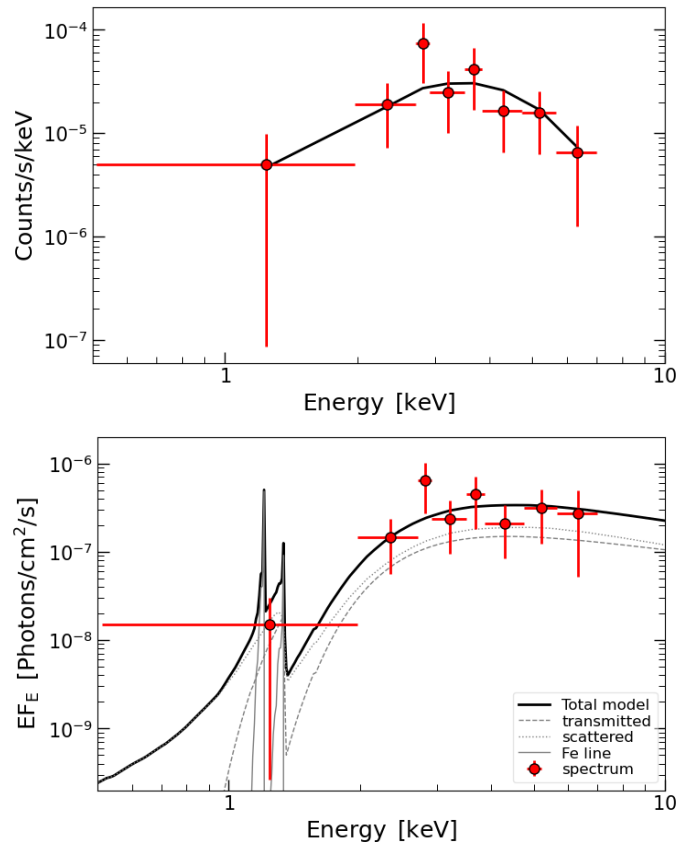 10⁻⁴
10⁻⁵
10⁻⁶
10⁻⁷
Counts/s/keV
1
10
Energy [keV]
10⁻⁶
10⁻⁷
10⁻⁸
10⁻⁹
EF_E [Photons/cm²/s]
Total model
transmitted
scattered
Fe line
spectrum
1
10
Energy [keV]